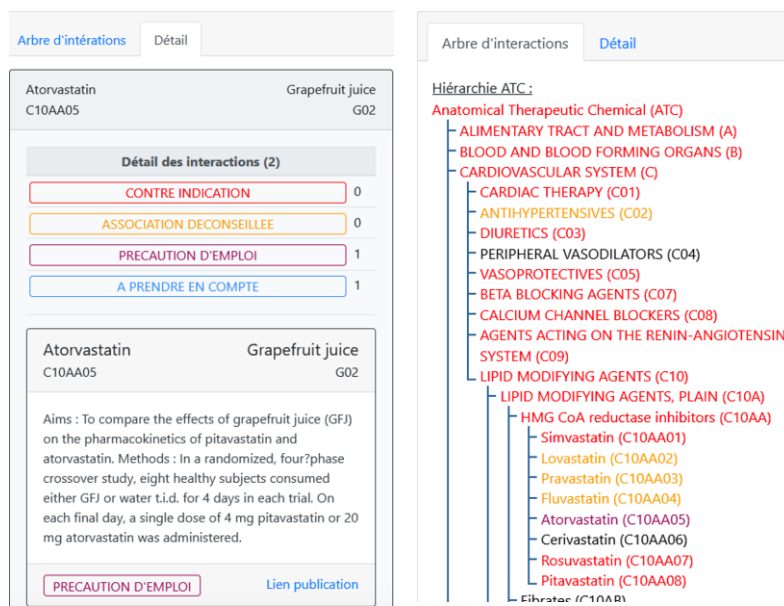 Arbre d'intérations Détail
Atorvastatin Grapefruit juice
C10AA05 G02
Détail des interactions (2)
CONTRE INDICATION 0
ASSOCIATION DECONSEILLEE 0
PRECAUTION D'EMPLOI 1
A PRENDRE EN COMPTE 1
Atorvastatin Grapefruit juice
C10AA05 G02
Aims : To compare the effects of grapefruit juice (GFJ)
on the pharmacokinetics of pitavastatin and
atorvastatin. Methods : In a randomized, four?phase
crossover study, eight healthy subjects consumed
either GFJ or water t.i.d. for 4 days in each trial. On
each final day, a single dose of 4 mg pitavastatin or 20
mg atorvastatin was administered.
PRECAUTION D'EMPLOI Lien publication
Arbre d'interactions Détail
Hiérarchie ATC :
Anatomical Therapeutic Chemical (ATC)
ALIMENTARY TRACT AND METABOLISM (A)
BLOOD AND BLOOD FORMING ORGANS (B)
CARDIOVASCULAR SYSTEM (C)
CARDIAC THERAPY (C01)
ANTIHYPERTENSIVES (C02)
DIURETICS (C03)
PERIPHERAL VASODILATORS (C04)
VASOPROTECTIVES (C05)
BETA BLOCKING AGENTS (C07)
CALCIUM CHANNEL BLOCKERS (C08)
AGENTS ACTING ON THE RENIN-ANGIOTENSIN
SYSTEM (C09)
LIPID MODIFYING AGENTS (C10)
LIPID MODIFYING AGENTS, PLAIN (C10A)
HMG CoA reductase inhibitors (C10AA)
Simvastatin (C10AA01)
Lovastatin (C10AA02)
Pravastatin (C10AA03)
Fluvastatin (C10AA04)
Atorvastatin (C10AA05)
Cerivastatin (C10AA06)
Rosuvastatin (C10AA07)
Pitavastatin (C10AA08)
Fibrates (C10AB)